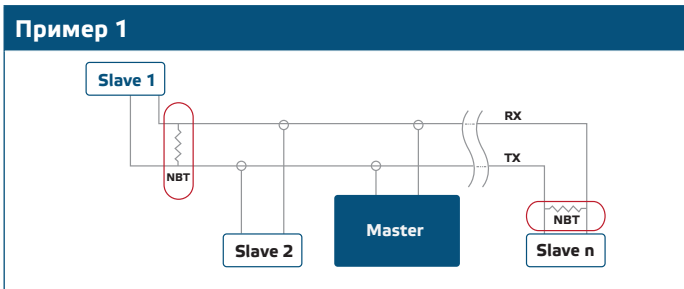 Пример 1
Slave 1
RX
TX
NBT
NBT
Master
Slave 2
Slave n